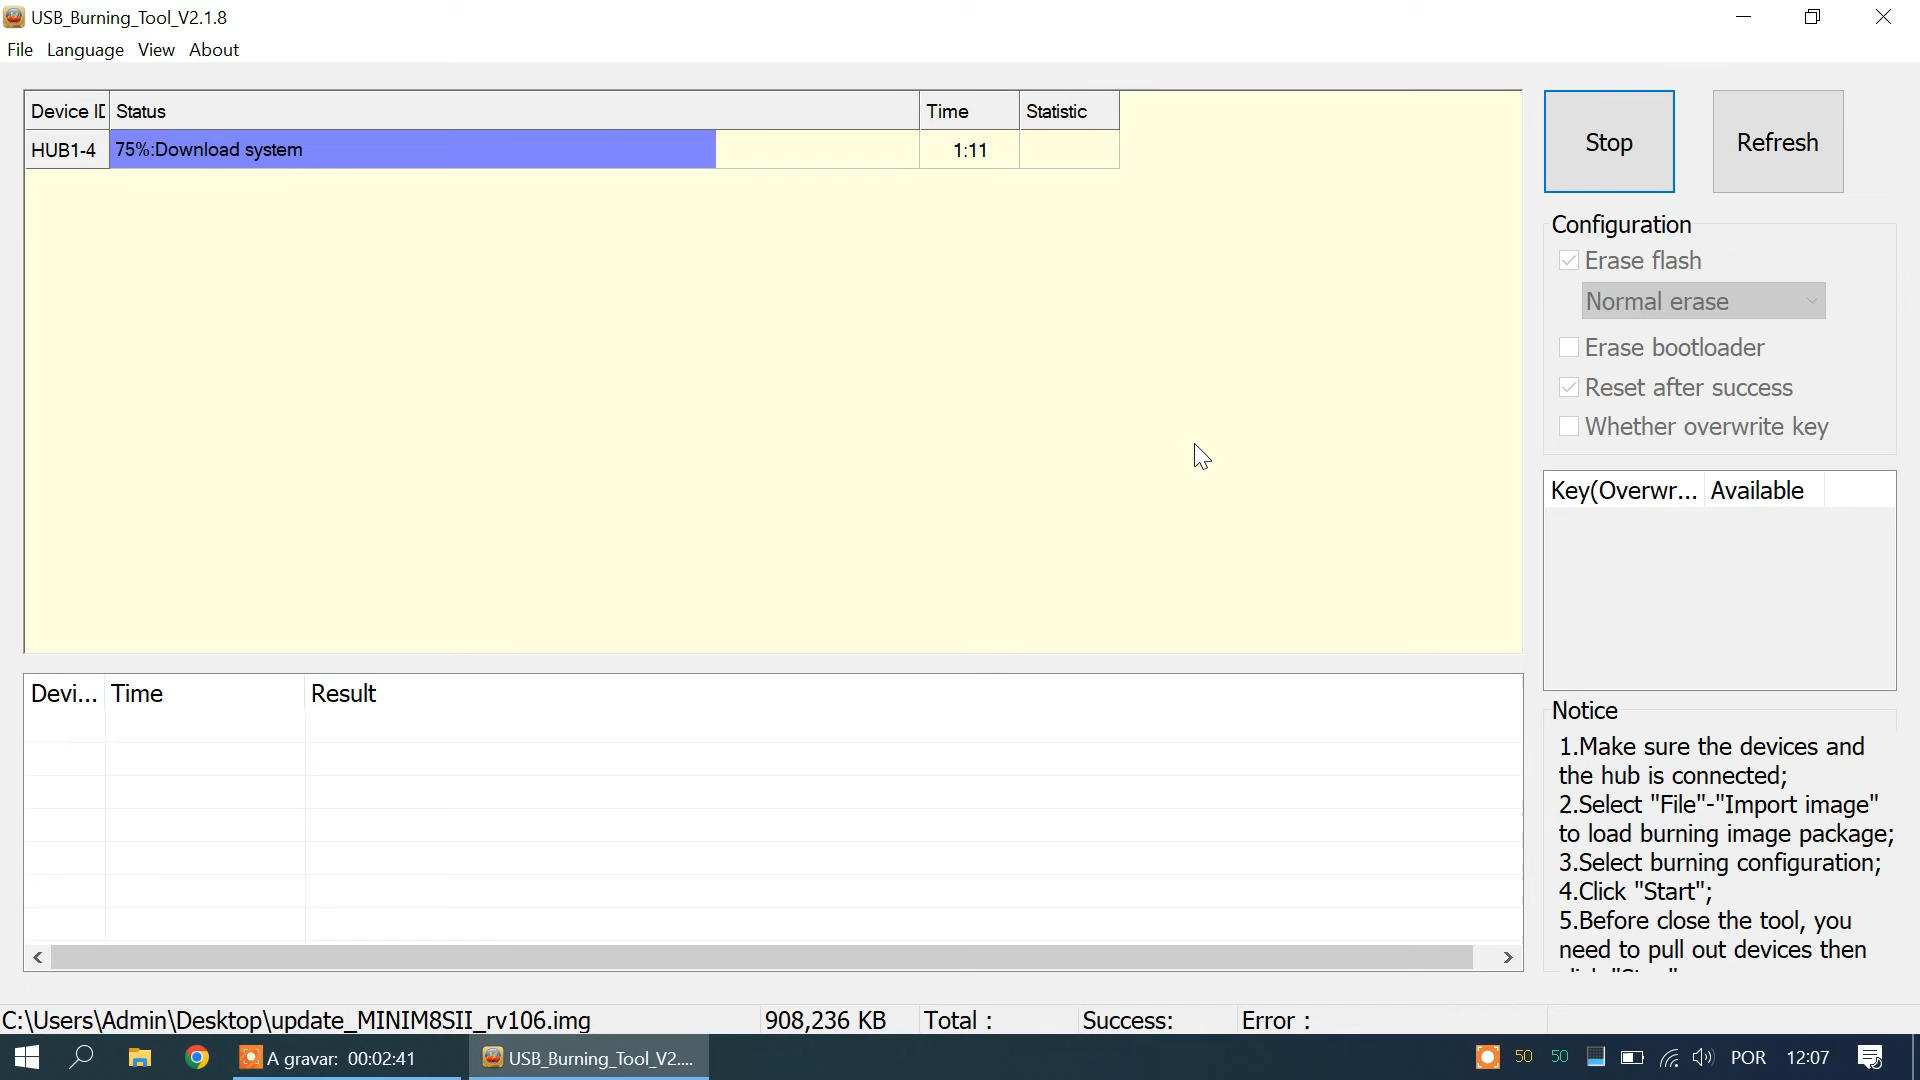 USB_Burning_Tool_V2.1.8
File Language View About
Device ID Status Time Statistic
HUB1-4 75%:Download system 1:11
Stop Refresh
Configuration
Erase flash
Normal erase
Erase bootloader
Reset after success
Whether overwrite key
Key(Overwr... Available
Devi... Time Result
Notice
1.Make sure the devices and
the hub is connected;
2.Select "File"-"Import image"
to load burning image package;
3.Select burning configuration;
4.Click "Start";
5.Before close the tool, you
need to pull out devices then
C:\Users\Admin\Desktop\update_MINIM8SII_rv106.img 908,236 KB Total : Success: Error :
A gravar: 00:02:41 USB_Burning_Tool_V2.... 50 50 POR 12:07